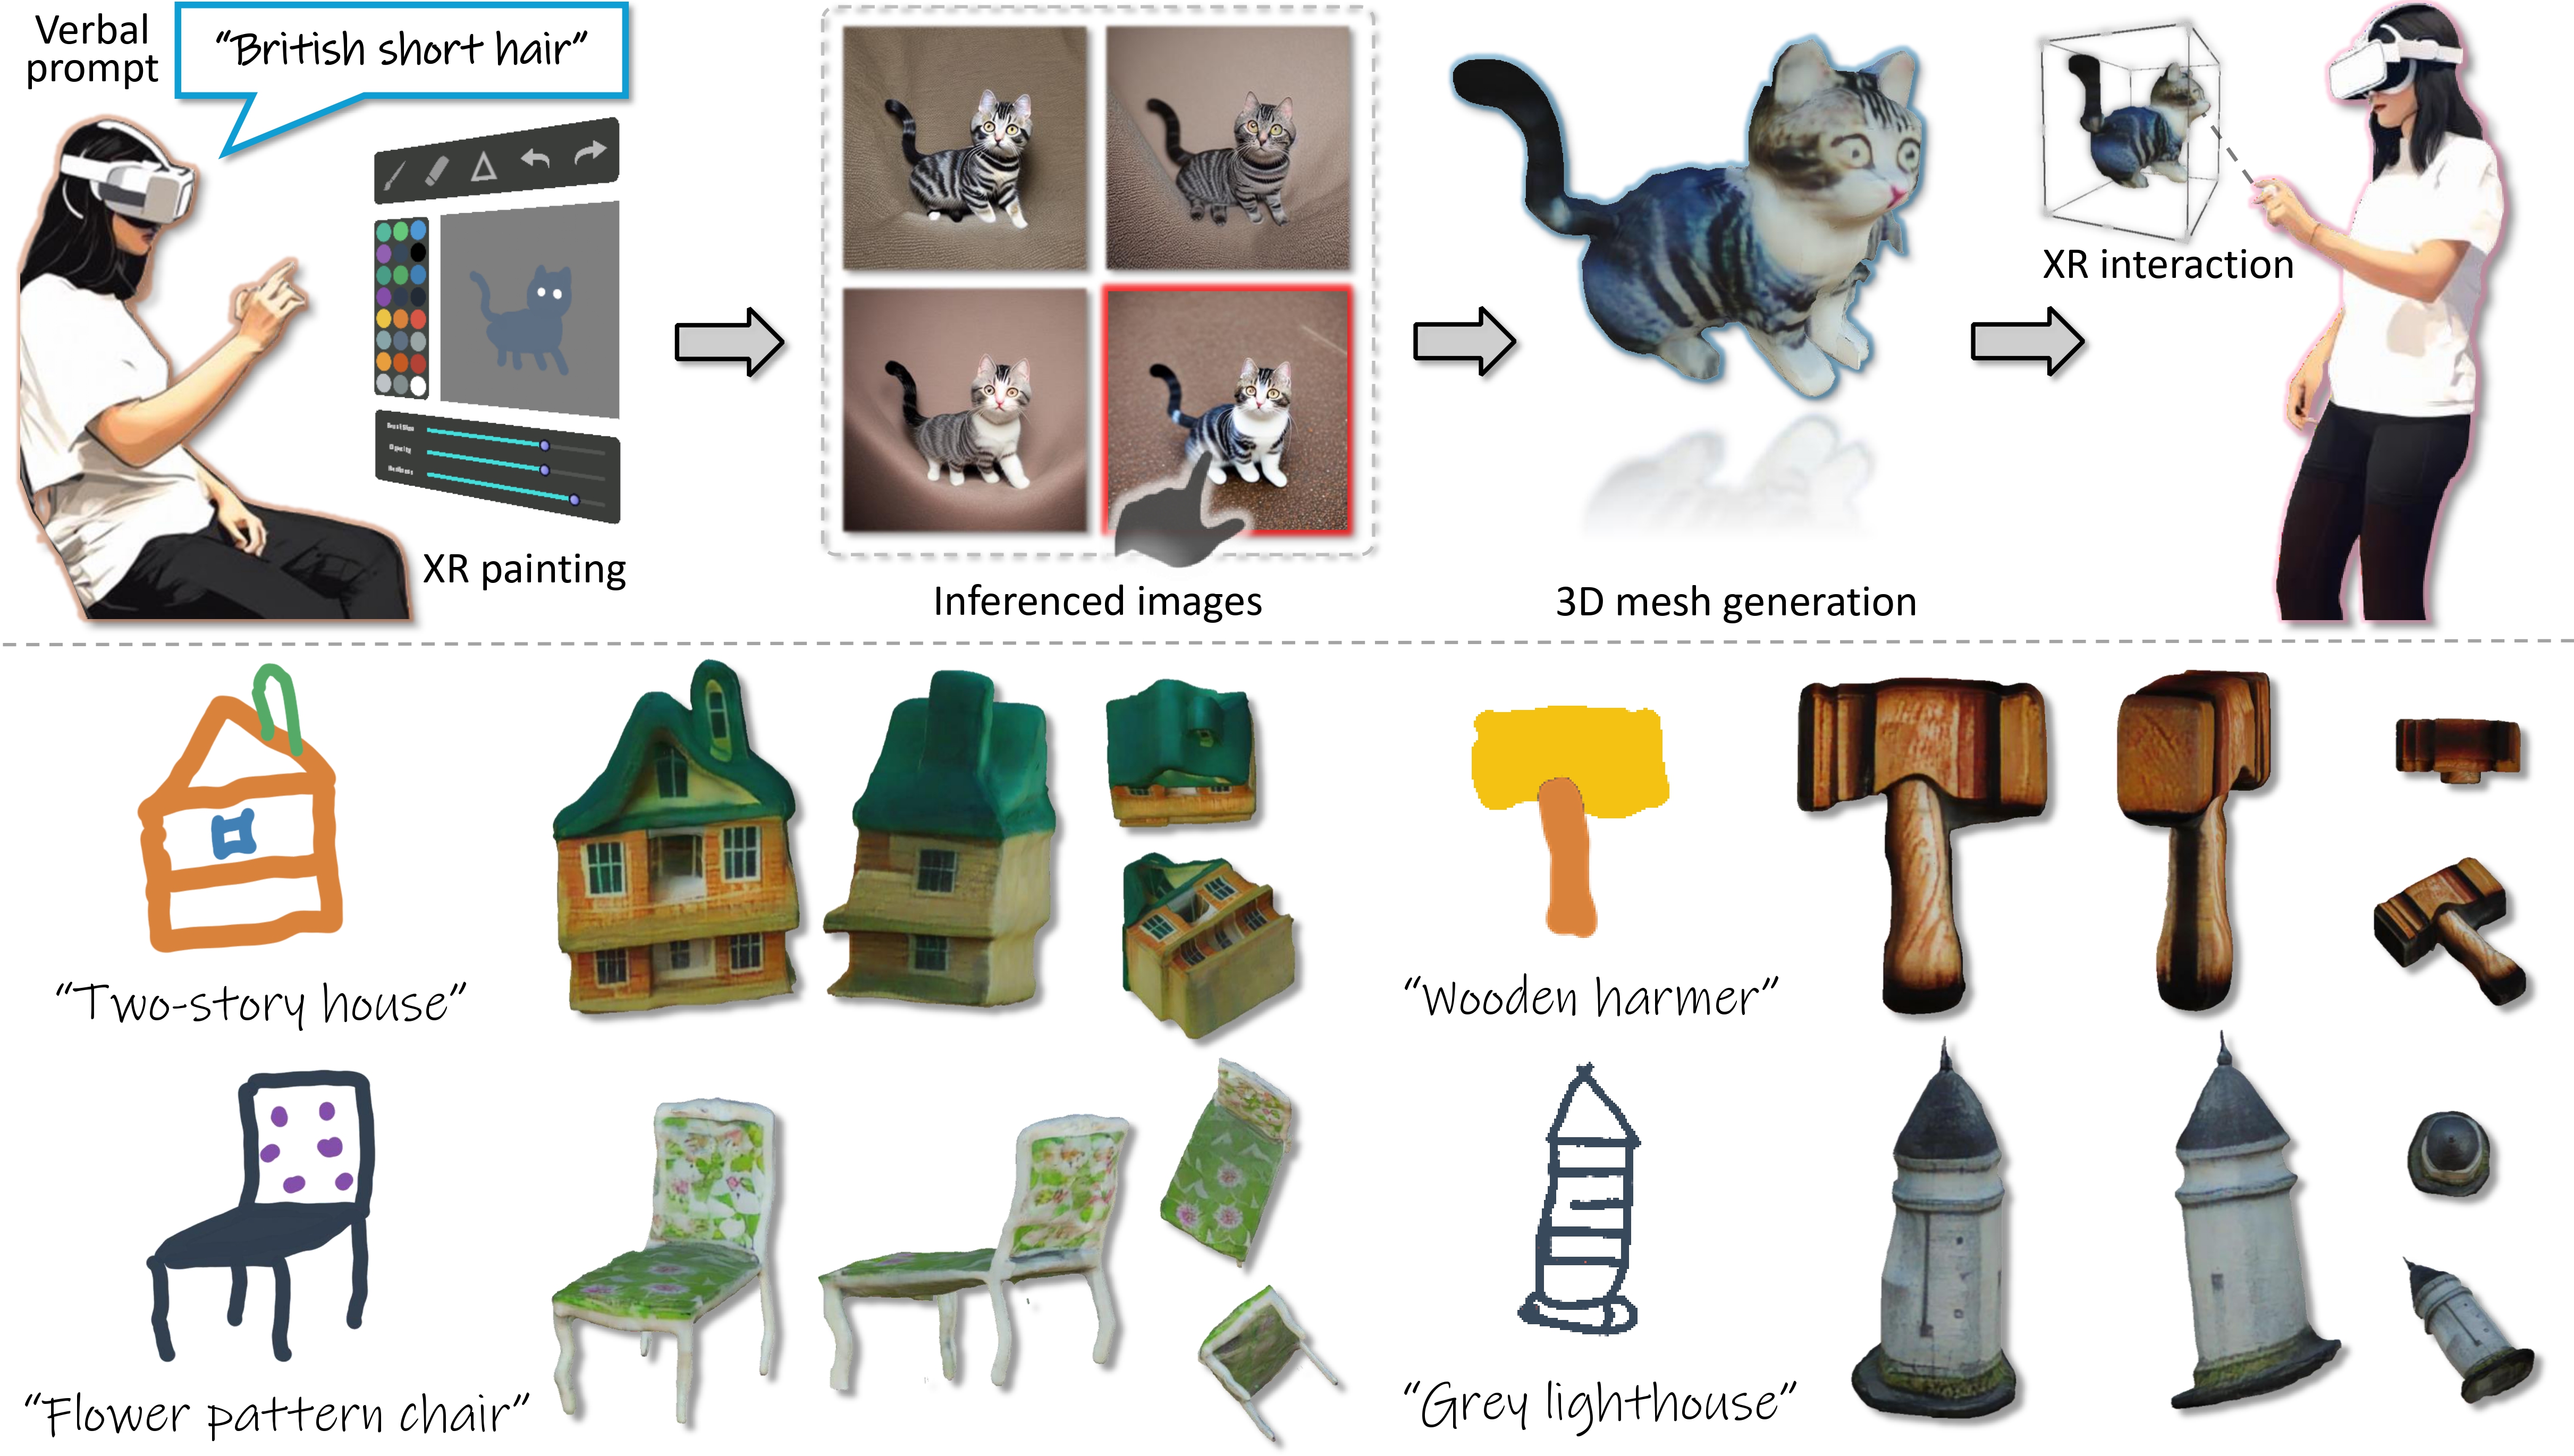 Verbal
prompt
“British short hair”
XR painting
Inferenced images
3D mesh generation
XR interaction
“Two-story house”
“Wooden harmer”
“Flower pattern chair”
“Grey lighthouse”